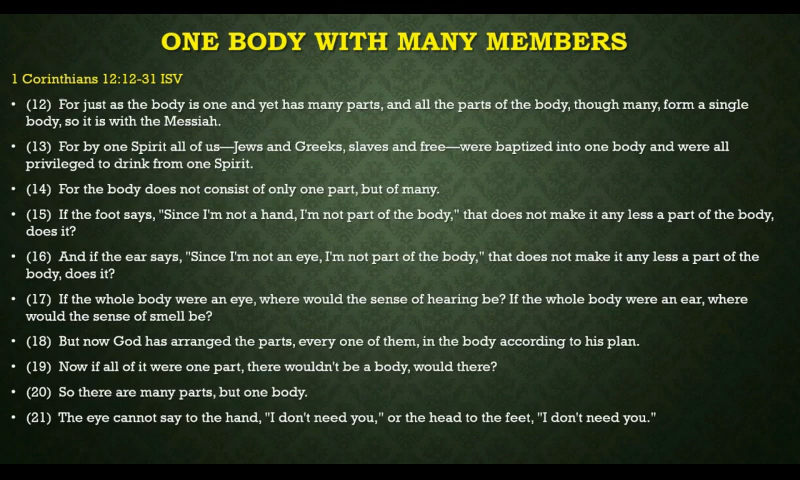 ONE BODY WITH MANY MEMBERS
1 Corinthians 12:12-31 ISV
• (12) For just as the body is one and yet has many parts, and all the parts of the body, though many, form a single
body, so it is with the Messiah.
• (13) For by one Spirit all of us—Jews and Greeks, slaves and free—were baptized into one body and were all
privileged to drink from one Spirit.
• (14) For the body does not consist of only one part, but of many.
• (15) If the foot says, "Since I'm not a hand, I'm not part of the body," that does not make it any less a part of the body,
does it?
• (16) And if the ear says, "Since I'm not an eye, I'm not part of the body," that does not make it any less a part of the
body, does it?
• (17) If the whole body were an eye, where would the sense of hearing be? If the whole body were an ear, where
would the sense of smell be?
• (18) But now God has arranged the parts, every one of them, in the body according to his plan.
• (19) Now if all of it were one part, there wouldn't be a body, would there?
• (20) So there are many parts, but one body.
• (21) The eye cannot say to the hand, "I don't need you," or the head to the feet, "I don't need you."